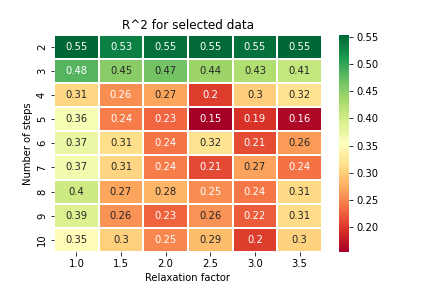 R^2 for selected data
Number of steps
2 0.55 0.53 0.55 0.55 0.55 0.55
3 0.48 0.45 0.47 0.44 0.43 0.41
4 0.31 0.26 0.27 0.2 0.3 0.32
5 0.36 0.24 0.23 0.15 0.19 0.16
6 0.37 0.31 0.24 0.32 0.21 0.26
7 0.37 0.31 0.24 0.21 0.27 0.24
8 0.4 0.27 0.28 0.25 0.24 0.31
9 0.39 0.26 0.23 0.26 0.22 0.31
10 0.35 0.3 0.25 0.29 0.2 0.3
1.0 1.5 2.0 2.5 3.0 3.5
Relaxation factor
0.55
0.50
0.45
0.40
0.35
0.30
0.25
0.20